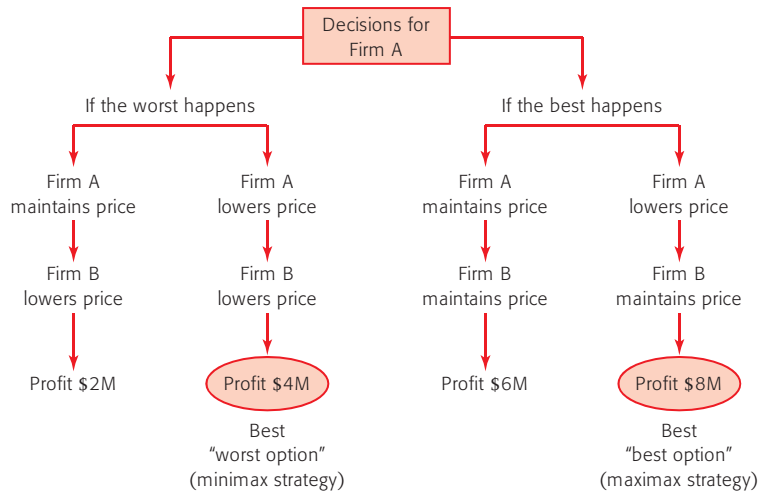 Decisions for
Firm A
If the worst happens
If the best happens
Firm A
maintains price
Firm A
lowers price
Firm A
maintains price
Firm A
lowers price
Firm B
lowers price
Firm B
lowers price
Firm B
maintains price
Firm B
maintains price
Profit $2M
Profit $4M
Profit $6M
Profit $8M
Best
“worst option”
(minimax strategy)
Best
“best option”
(maximax strategy)